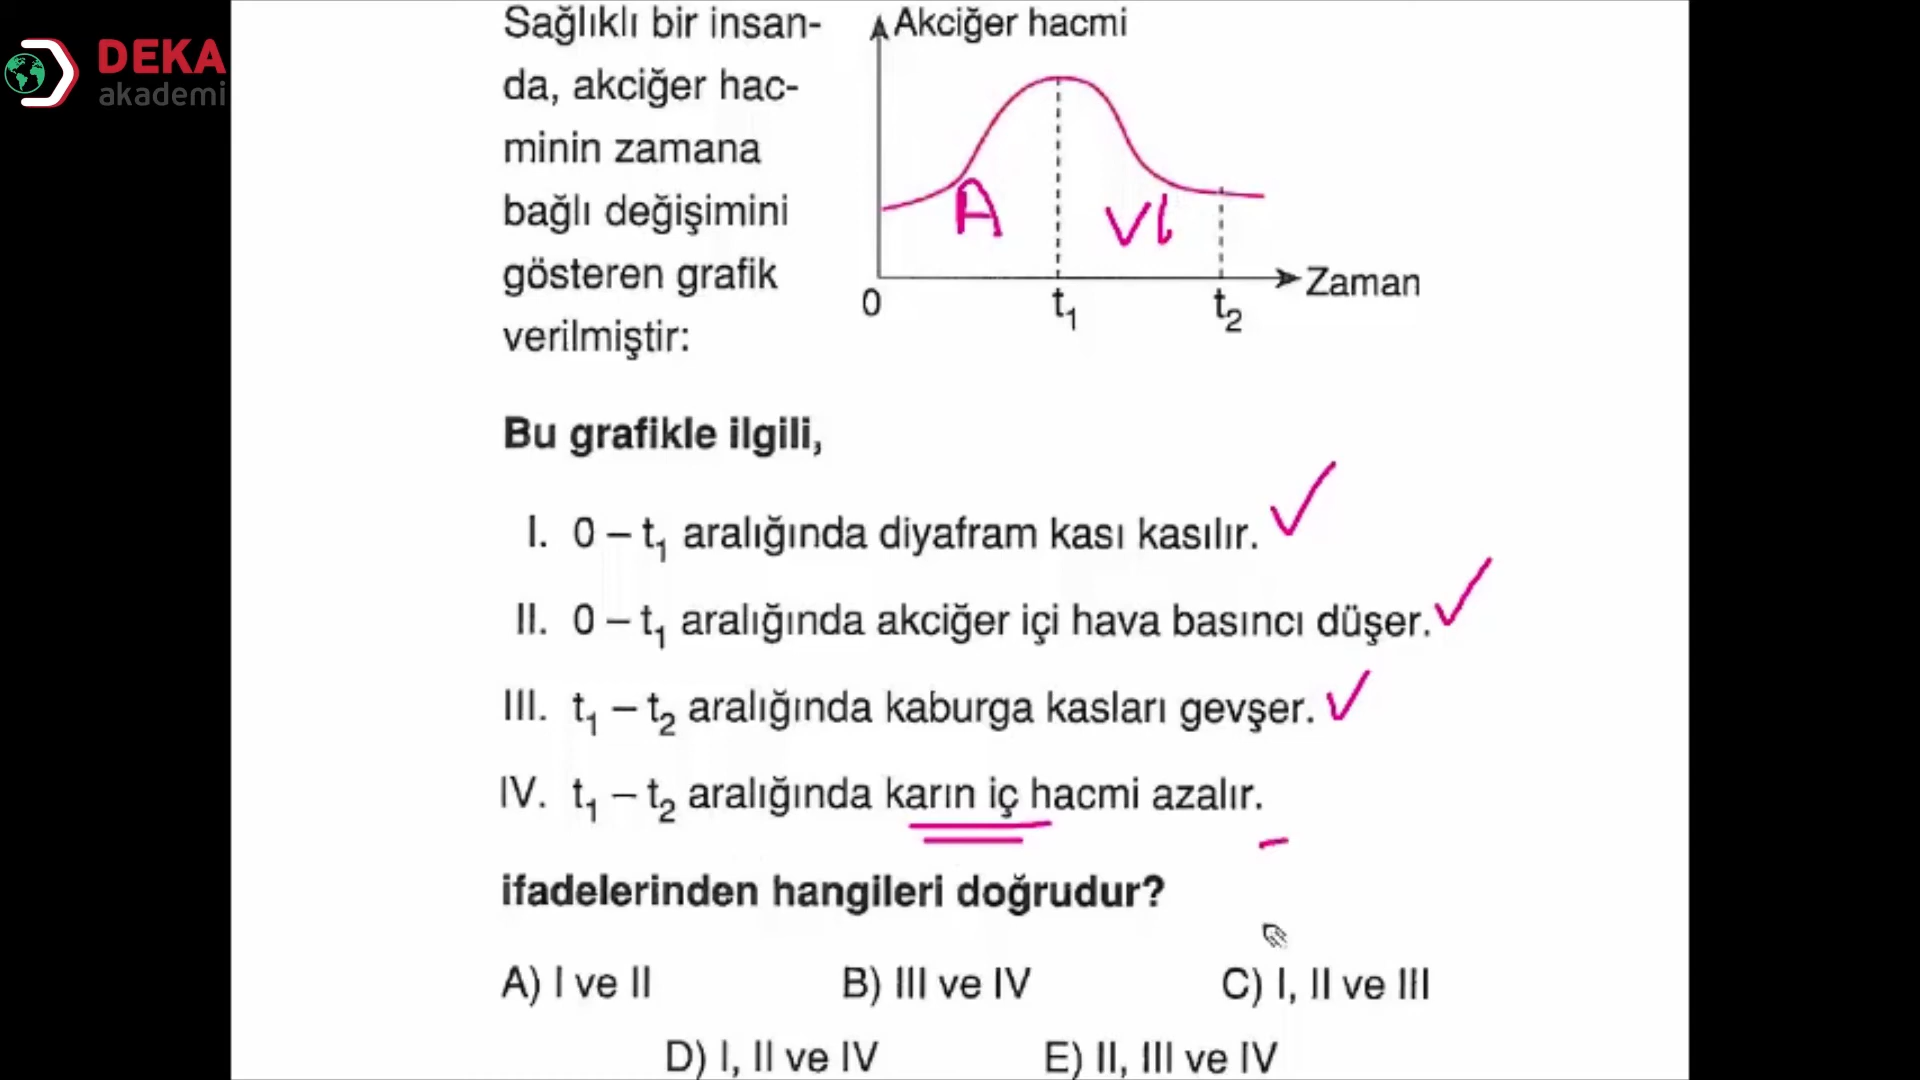 DEKA
akademi
Sağlıklı bir insan-
da, akciğer hac-
minin zamana
bağlı değişimini
gösteren grafik
verilmiştir:
Akciğer hacmi
A
Vl
0
t₁
t₂
Zaman
Bu grafikle ilgili,
I. 0 – t₁ aralığında diyafram kası kasılır.
II. 0 – t₁ aralığında akciğer içi hava basıncı düşer.
III. t₁ – t₂ aralığında kaburga kasları gevşer.
IV. t₁ – t₂ aralığında karın iç hacmi azalır.
ifadelerinden hangileri doğrudur?
A) I ve II
B) III ve IV
C) I, II ve III
D) I, II ve IV
E) II, III ve IV